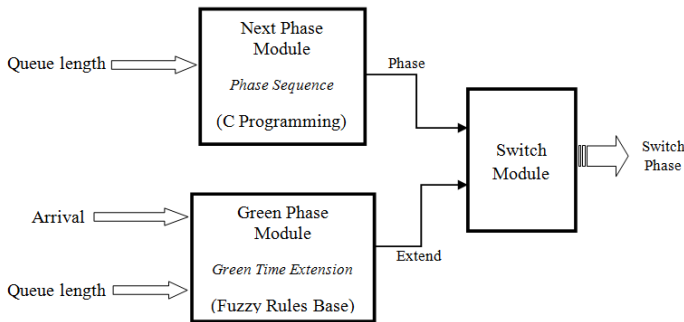 Next Phase
Module
Queue length
Phase Sequence
(C Programming)
Phase
Switch
Module
Switch
Phase
Arrival
Green Phase
Module
Green Time Extension
Extend
Queue length
(Fuzzy Rules Base)